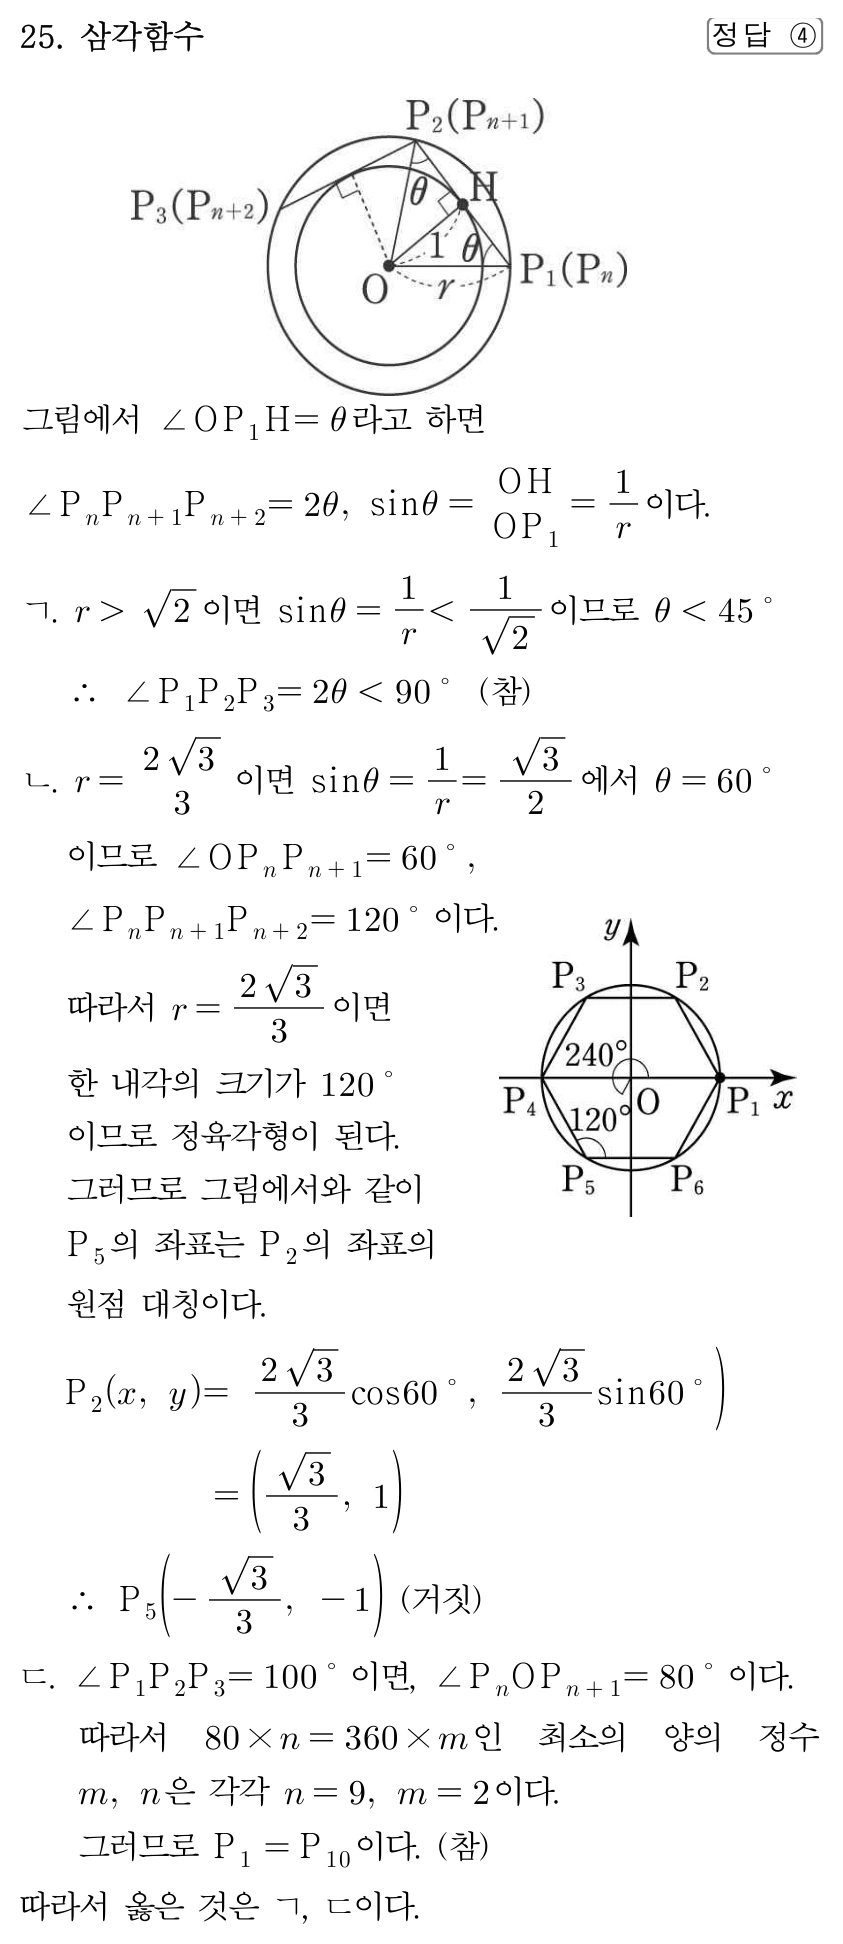 25. 삼각함수
정답 ④
P₂(Pₙ₊₁)
P₃(Pₙ₊₂)
θ
H
1
θ
P₁(Pₙ)
O
r
그림에서 ∠OP₁H= θ라고 하면
∠PₙPₙ₊₁Pₙ₊₂= 2θ, sinθ = OH/OP₁ = 1/r 이다.
ㄱ. r > √2 이면 sinθ = 1/r < 1/√2 이므로 θ < 45°
∴ ∠P₁P₂P₃= 2θ < 90° (참)
ㄴ. r = 2√3/3 이면 sinθ = 1/r = √3/2 에서 θ = 60°
이므로 ∠OPₙPₙ₊₁= 60°,
∠PₙPₙ₊₁Pₙ₊₂= 120° 이다.
따라서 r = 2√3/3 이면
한 내각의 크기가 120°
이므로 정육각형이 된다.
그러므로 그림에서와 같이
P₅의 좌표는 P₂의 좌표의
원점 대칭이다.
y
P₃
P₂
240°
P₄
O
P₁
x
120°
P₅
P₆
P₂(x, y)= 2√3/3 cos60°, 2√3/3 sin60°)
= (√3/3, 1)
∴ P₅(−√3/3, −1) (거짓)
ㄷ. ∠P₁P₂P₃= 100° 이면, ∠PₙOPₙ₊₁= 80° 이다.
따라서 80×n = 360×m인 최소의 양의 정수
m, n은 각각 n = 9, m = 2이다.
그러므로 P₁ = P₁₀이다. (참)
따라서 옳은 것은 ㄱ, ㄷ이다.